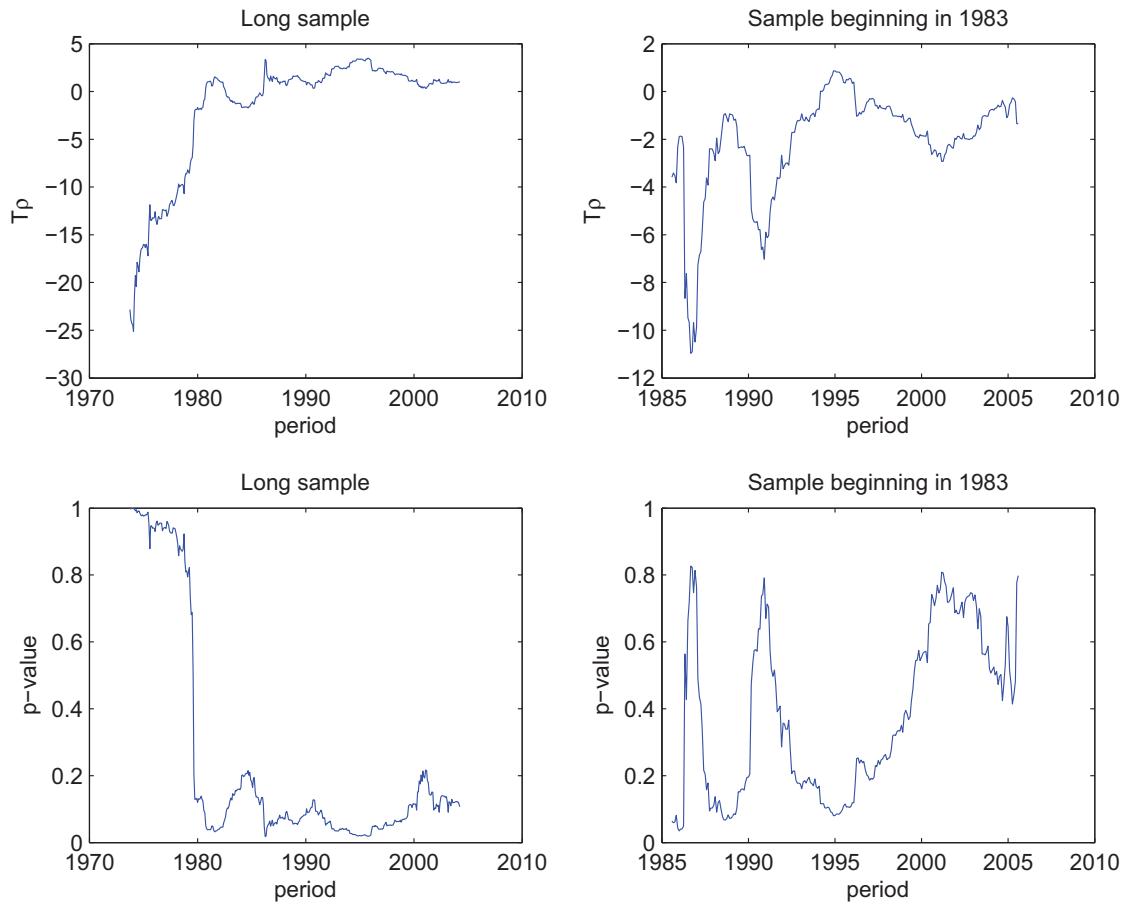 Long sample
5
0
−5
−10
−15
−20
−25
−30
Tρ
1970 1980 1990 2000 2010
period
Sample beginning in 1983
2
0
−2
−4
−6
−8
−10
−12
Tρ
1985 1990 1995 2000 2005 2010
period
Long sample
1
0.8
0.6
0.4
0.2
0
p−value
1970 1980 1990 2000 2010
period
Sample beginning in 1983
1
0.8
0.6
0.4
0.2
0
p−value
1985 1990 1995 2000 2005 2010
period